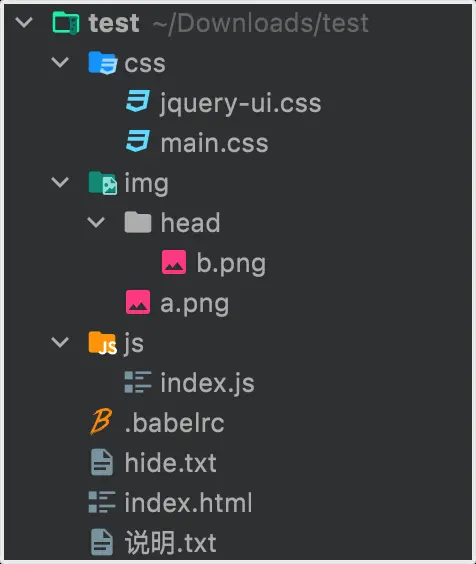 test ~/Downloads/test
css
jquery-ui.css
main.css
img
head
b.png
a.png
JS js
index.js
.babelrc
hide.txt
index.html
说明.txt